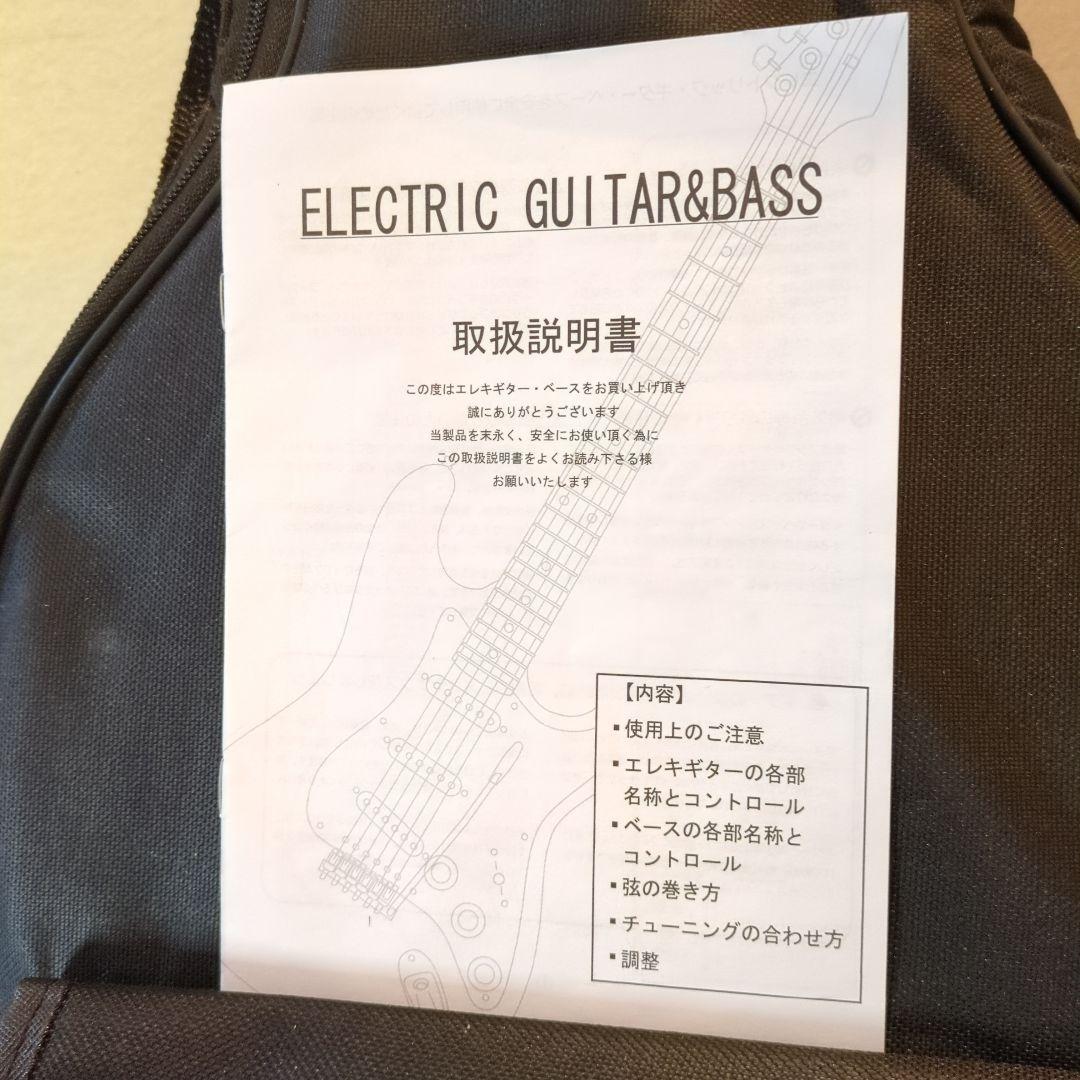 ELECTRIC GUITAR&BASS
取扱説明書
この度はエレキギター・ベースをお買い上げ頂き
誠にありがとうございます
当製品を末永く、安全にお使い頂く為に
この取扱説明書をよくお読み下さる様
お願いいたします
【内容】
▪使用上のご注意
▪エレキギターの各部
名称とコントロール
▪ベースの各部名称と
コントロール
▪弦の巻き方
▪チューニングの合わせ方
▪調整